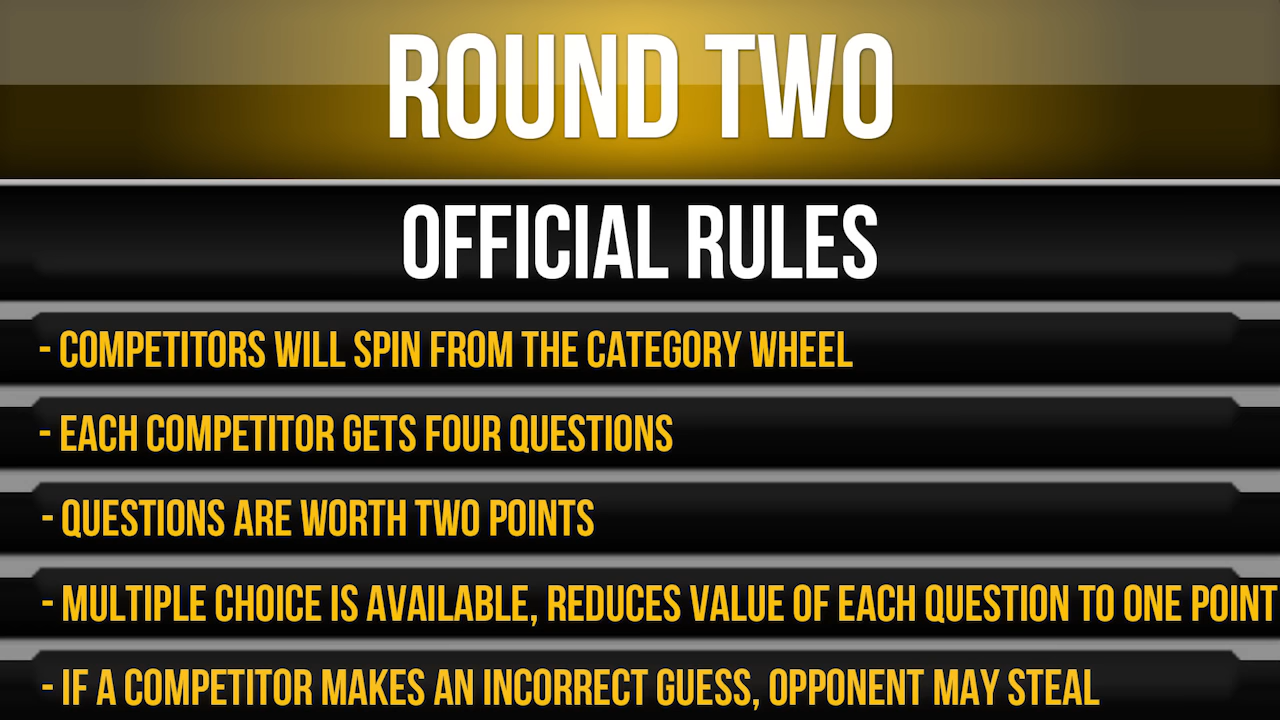 ROUND TWO
OFFICIAL RULES
- COMPETITORS WILL SPIN FROM THE CATEGORY WHEEL
- EACH COMPETITOR GETS FOUR QUESTIONS
- QUESTIONS ARE WORTH TWO POINTS
- MULTIPLE CHOICE IS AVAILABLE, REDUCES VALUE OF EACH QUESTION TO ONE POINT
- IF A COMPETITOR MAKES AN INCORRECT GUESS, OPPONENT MAY STEAL